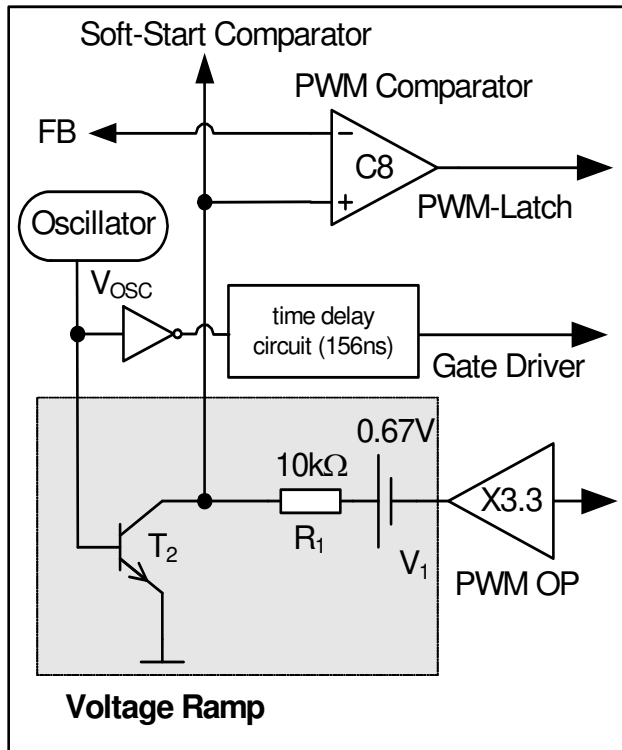 Soft-Start Comparator
PWM Comparator
FB
−
C8
+
PWM-Latch
Oscillator
V_OSC
time delay
circuit (156ns)
Gate Driver
0.67V
10kΩ
X3.3
R₁
T₂
V₁
PWM OP
Voltage Ramp